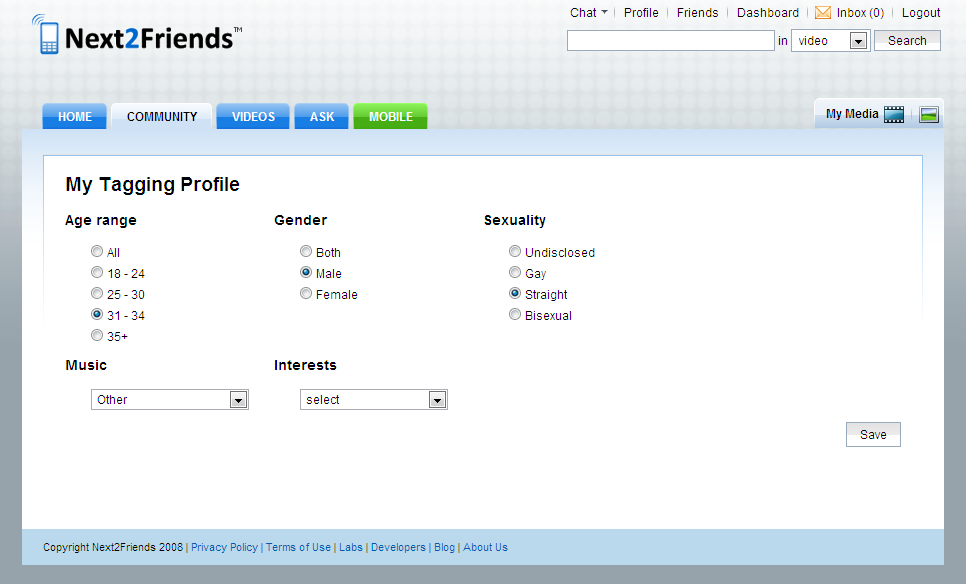 Chat Profile Friends Dashboard Inbox (0) Logout
Next2Friends™
in video Search
HOME COMMUNITY VIDEOS ASK MOBILE My Media
My Tagging Profile
Age range Gender Sexuality
All Both Undisclosed
18 - 24 Male Gay
25 - 30 Female Straight
31 - 34 Bisexual
35+
Music Interests
Other select
Save
Copyright Next2Friends 2008 | Privacy Policy | Terms of Use | Labs | Developers | Blog | About Us